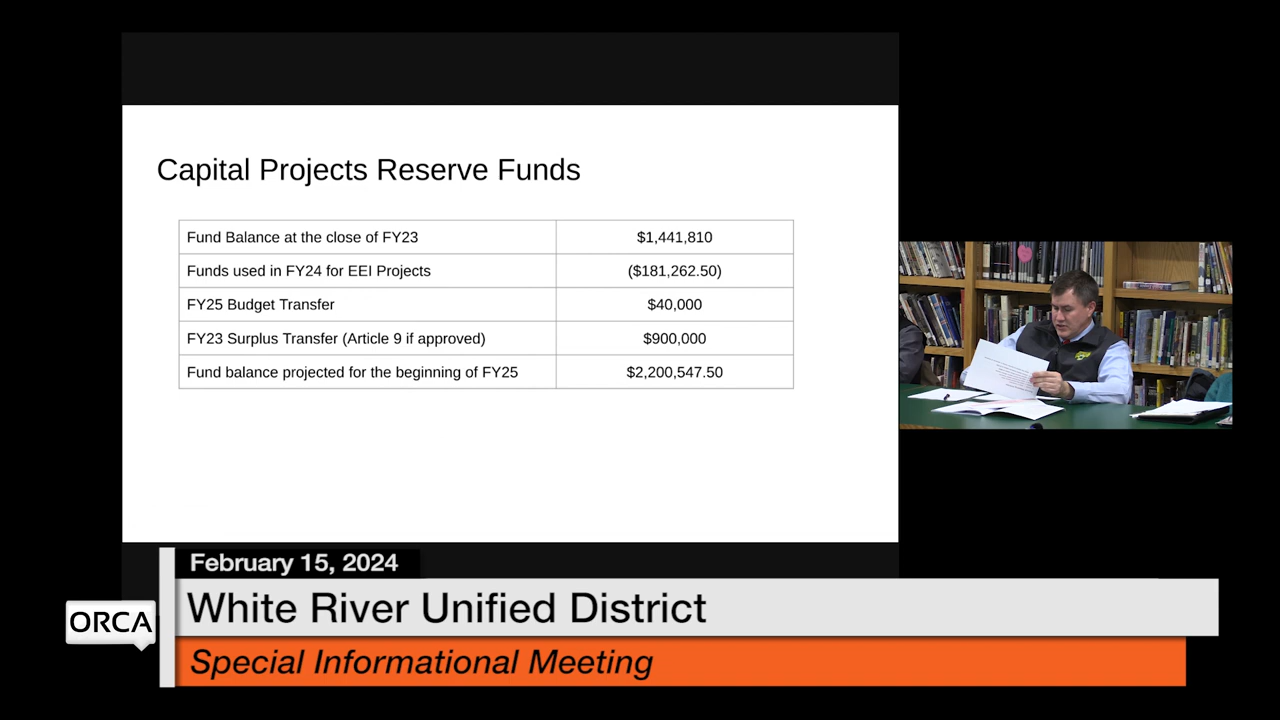 Capital Projects Reserve Funds
Fund Balance at the close of FY23 $1,441,810
Funds used in FY24 for EEI Projects ($181,262.50)
FY25 Budget Transfer $40,000
FY23 Surplus Transfer (Article 9 if approved) $900,000
Fund balance projected for the beginning of FY25 $2,200,547.50
February 15, 2024
White River Unified District
ORCA
Special Informational Meeting